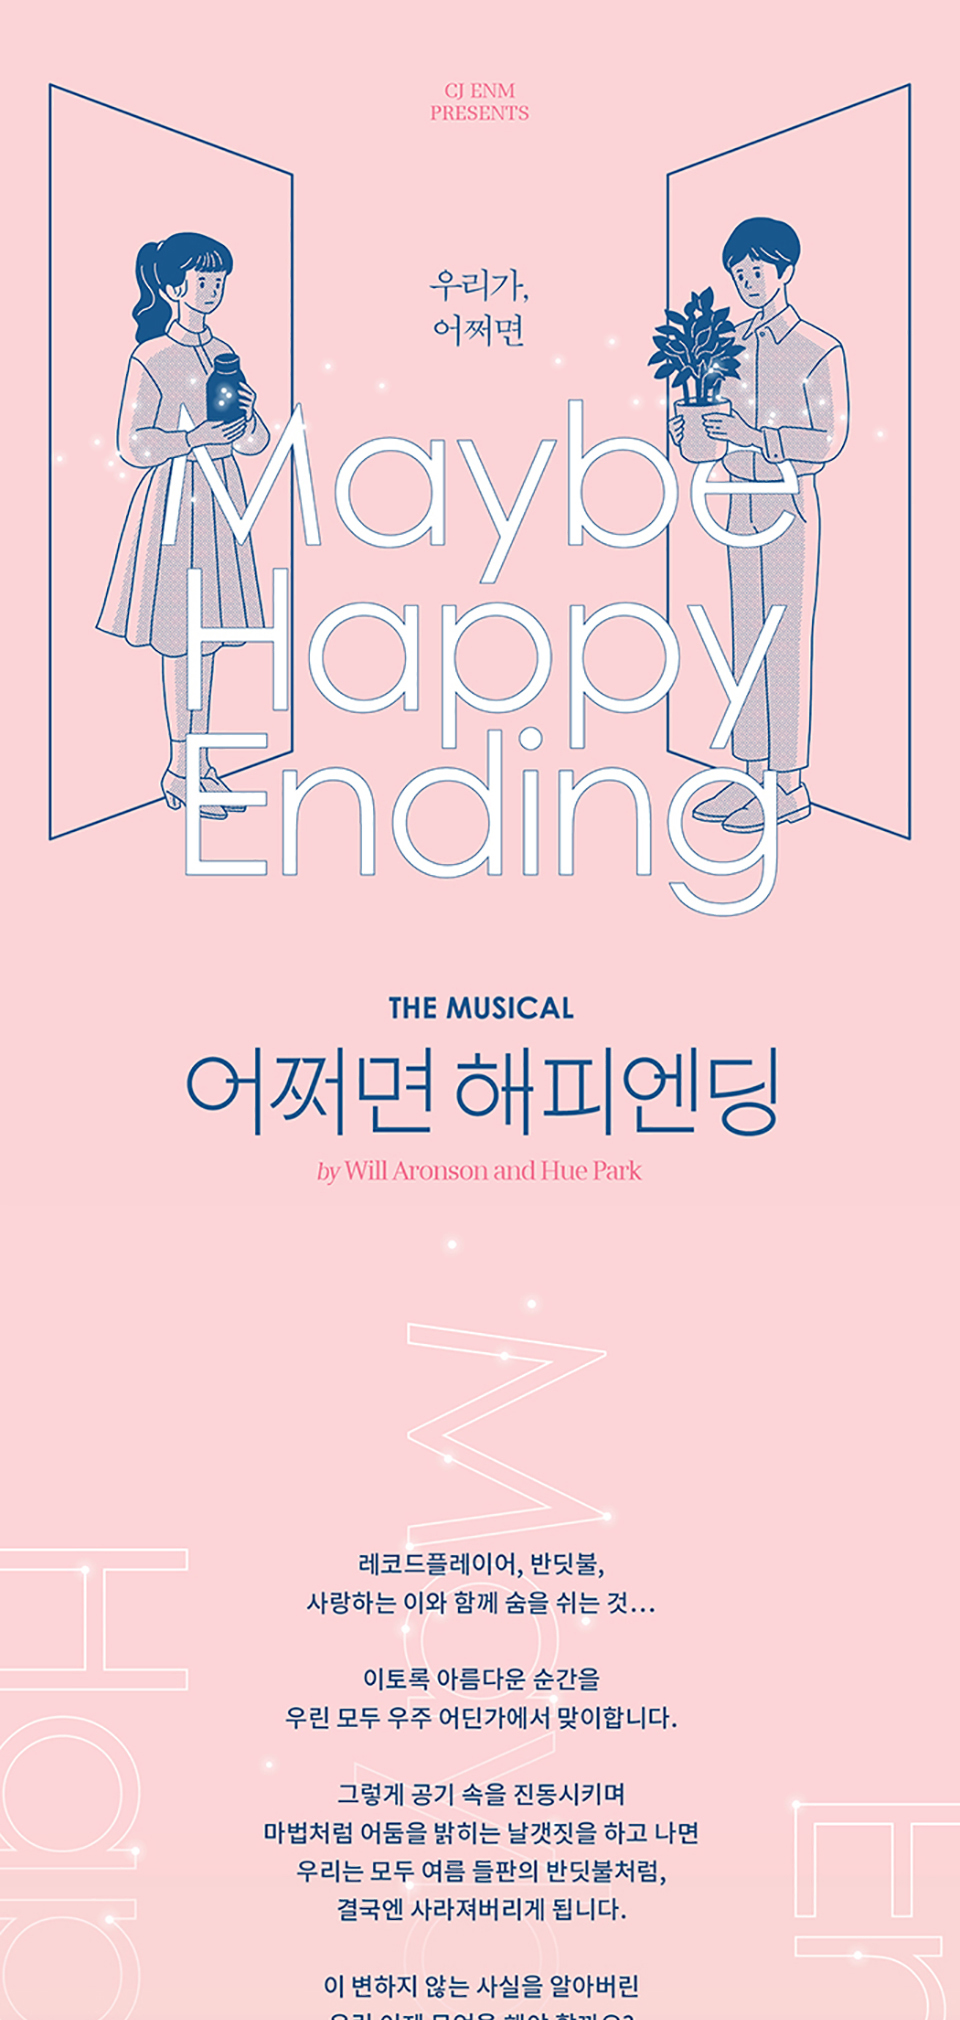 CJ ENM
PRESENTS
우리가,
어쩌면
Maybe
Happy
Ending
THE MUSICAL
어쩌면 해피엔딩
by Will Aronson and Hue Park
레코드플레이어, 반딧불,
사랑하는 이와 함께 숨을 쉬는 것...
이토록 아름다운 순간을
우린 모두 우주 어딘가에서 맞이합니다.
그렇게 공기 속을 진동시키며
마법처럼 어둠을 밝히는 날갯짓을 하고 나면
우리는 모두 여름 들판의 반딧불처럼,
결국엔 사라져버리게 됩니다.
이 변하지 않는 사실을 알아버린